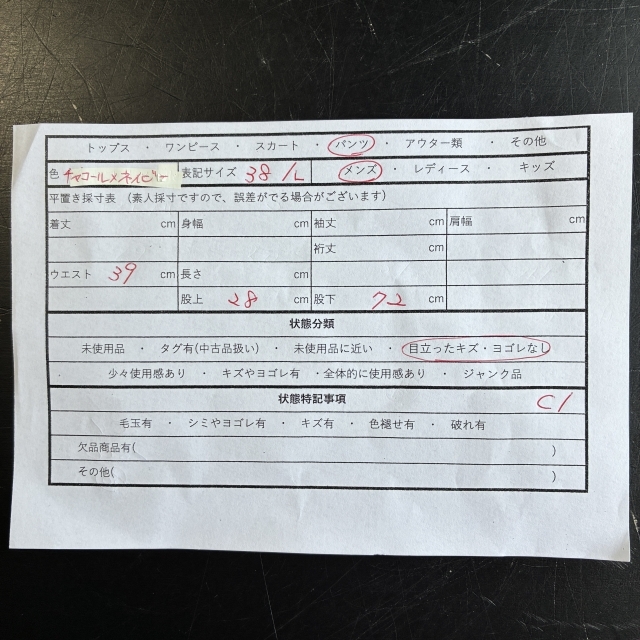 トップス ・ ワンピース ・ スカート ・ パンツ ・ アウター類 ・ その他
色 チャコール×ネイビー 表記サイズ 38/L メンズ ・ レディース ・ キッズ
平置き採寸表 (素人採寸ですので、誤差がでる場合がございます)
着丈 cm 身幅 cm 袖丈 cm 肩幅 cm
裄丈 cm
ウエスト 39 cm 長さ cm
股上 28 cm 股下 72 cm
状態分類
未使用品 ・ タグ有(中古品扱い) ・ 未使用品に近い ・ 目立ったキズ・ヨゴレなし
少々使用感あり ・ キズやヨゴレ有 ・全体的に使用感あり ・ ジャンク品
状態特記事項 C1
毛玉有 ・ シミやヨゴレ有 ・ キズ有 ・ 色褪せ有 ・ 破れ有
欠品商品有( )
その他( )